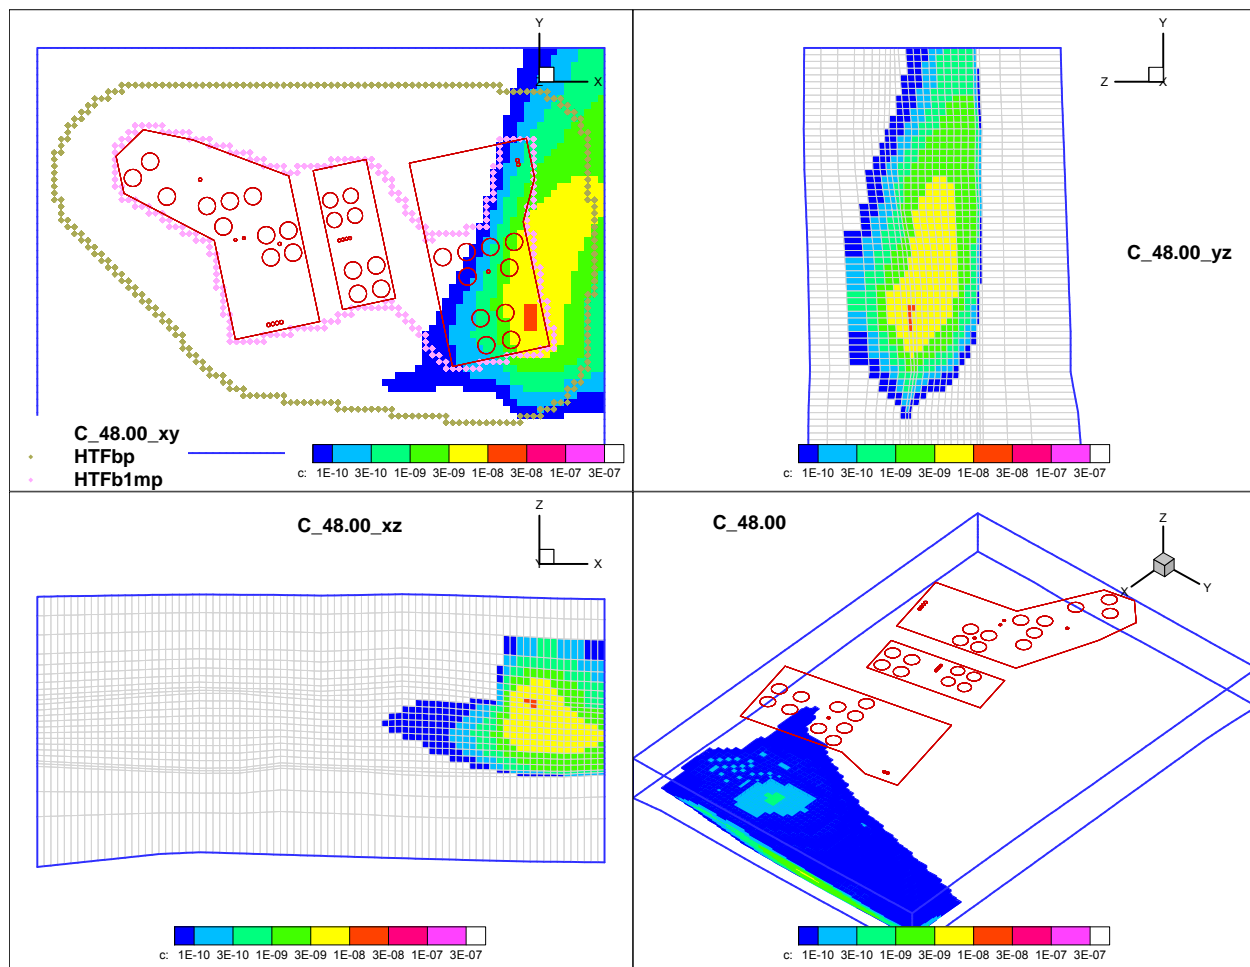 Y
X
C_48.00_xy
HTFbp
HTFb1mp
c: 1E-10 3E-10 1E-09 3E-09 1E-08 3E-08 1E-07 3E-07
Y
Z X
C_48.00_yz
c: 1E-10 3E-10 1E-09 3E-09 1E-08 3E-08 1E-07 3E-07
C_48.00_xz
Z
Y X
c: 1E-10 3E-10 1E-09 3E-09 1E-08 3E-08 1E-07 3E-07
C_48.00
Z
X Y
c: 1E-10 3E-10 1E-09 3E-09 1E-08 3E-08 1E-07 3E-07